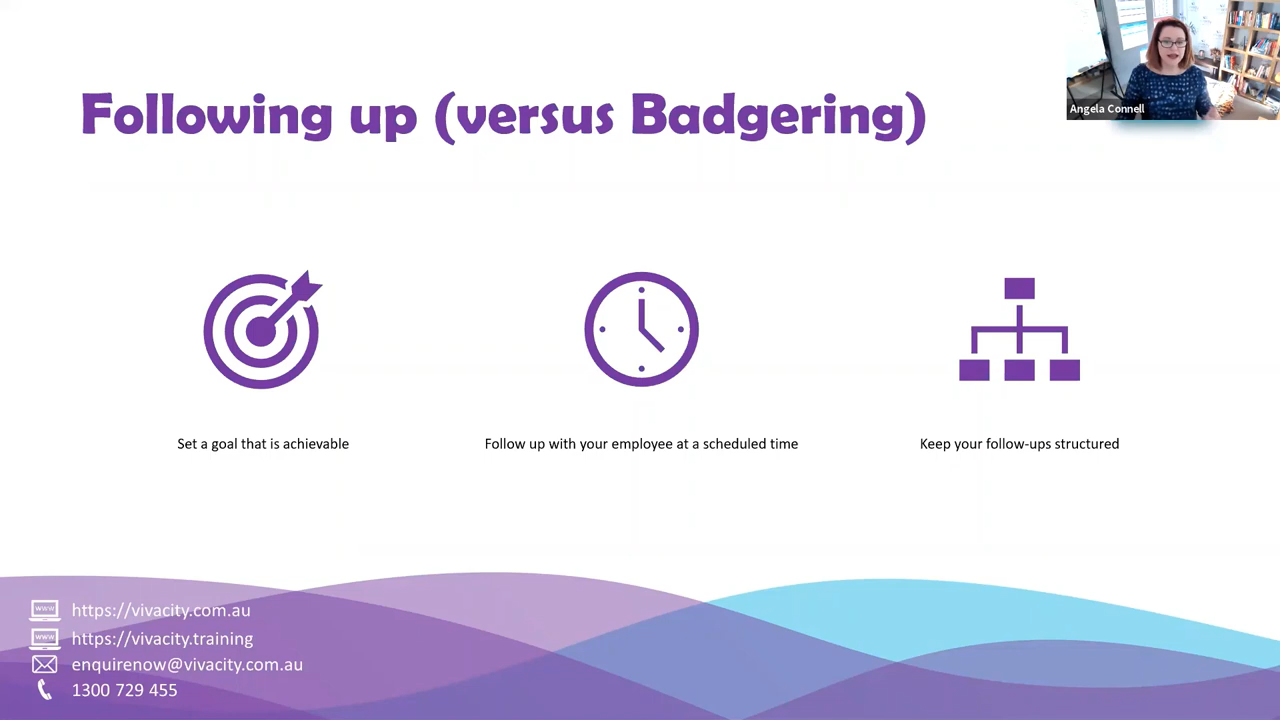 Following up (versus Badgering)
Angela Connell
Set a goal that is achievable
Follow up with your employee at a scheduled time
Keep your follow-ups structured
www https://vivacity.com.au
www https://vivacity.training
enquirenow@vivacity.com.au
1300 729 455